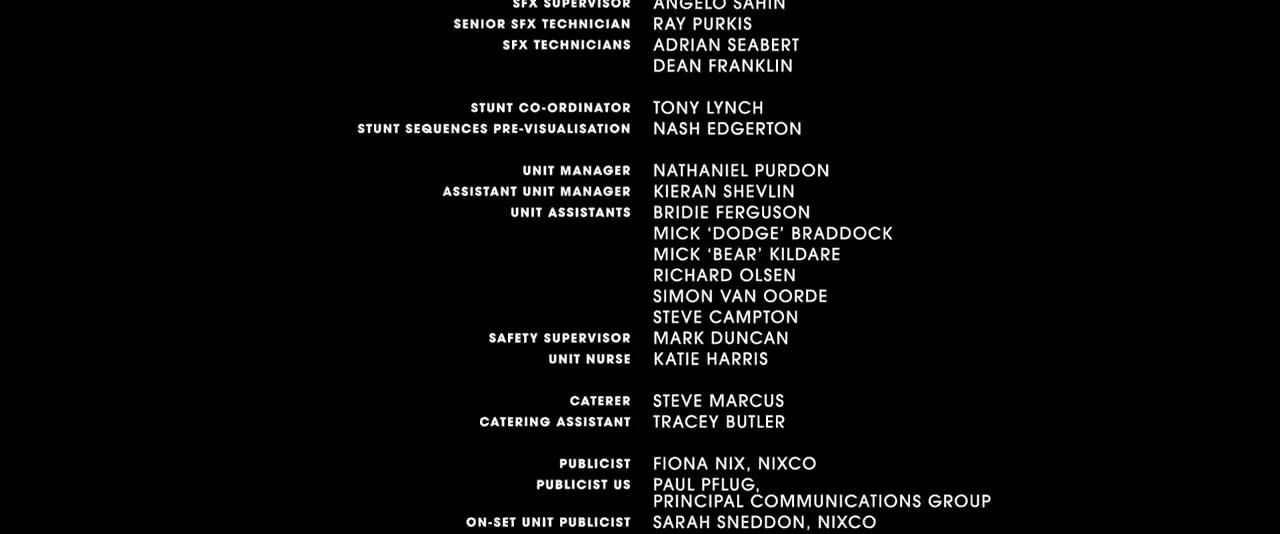 SFX SUPERVISOR ANGELO SAHIN
SENIOR SFX TECHNICIAN RAY PURKIS
SFX TECHNICIANS ADRIAN SEABERT
DEAN FRANKLIN
STUNT CO-ORDINATOR TONY LYNCH
STUNT SEQUENCES PRE-VISUALISATION NASH EDGERTON
UNIT MANAGER NATHANIEL PURDON
ASSISTANT UNIT MANAGER KIERAN SHEVLIN
UNIT ASSISTANTS BRIDIE FERGUSON
MICK ‘DODGE’ BRADDOCK
MICK ‘BEAR’ KILDARE
RICHARD OLSEN
SIMON VAN OORDE
STEVE CAMPTON
SAFETY SUPERVISOR MARK DUNCAN
UNIT NURSE KATIE HARRIS
CATERER STEVE MARCUS
CATERING ASSISTANT TRACEY BUTLER
PUBLICIST FIONA NIX, NIXCO
PUBLICIST US PAUL PFLUG,
PRINCIPAL COMMUNICATIONS GROUP
ON-SET UNIT PUBLICIST SARAH SNEDDON, NIXCO